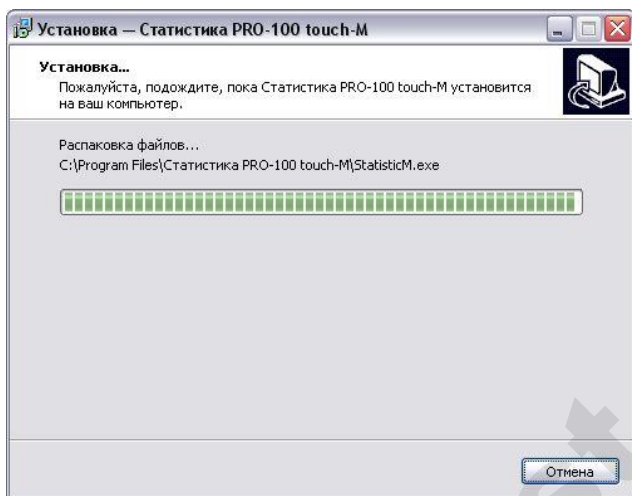 Установка — Статистика PRO-100 touch-M
Установка...
Пожалуйста, подождите, пока Статистика PRO-100 touch-M установится
на ваш компьютер.
Распаковка файлов...
C:\Program Files\Статистика PRO-100 touch-M\StatisticM.exe
Отмена